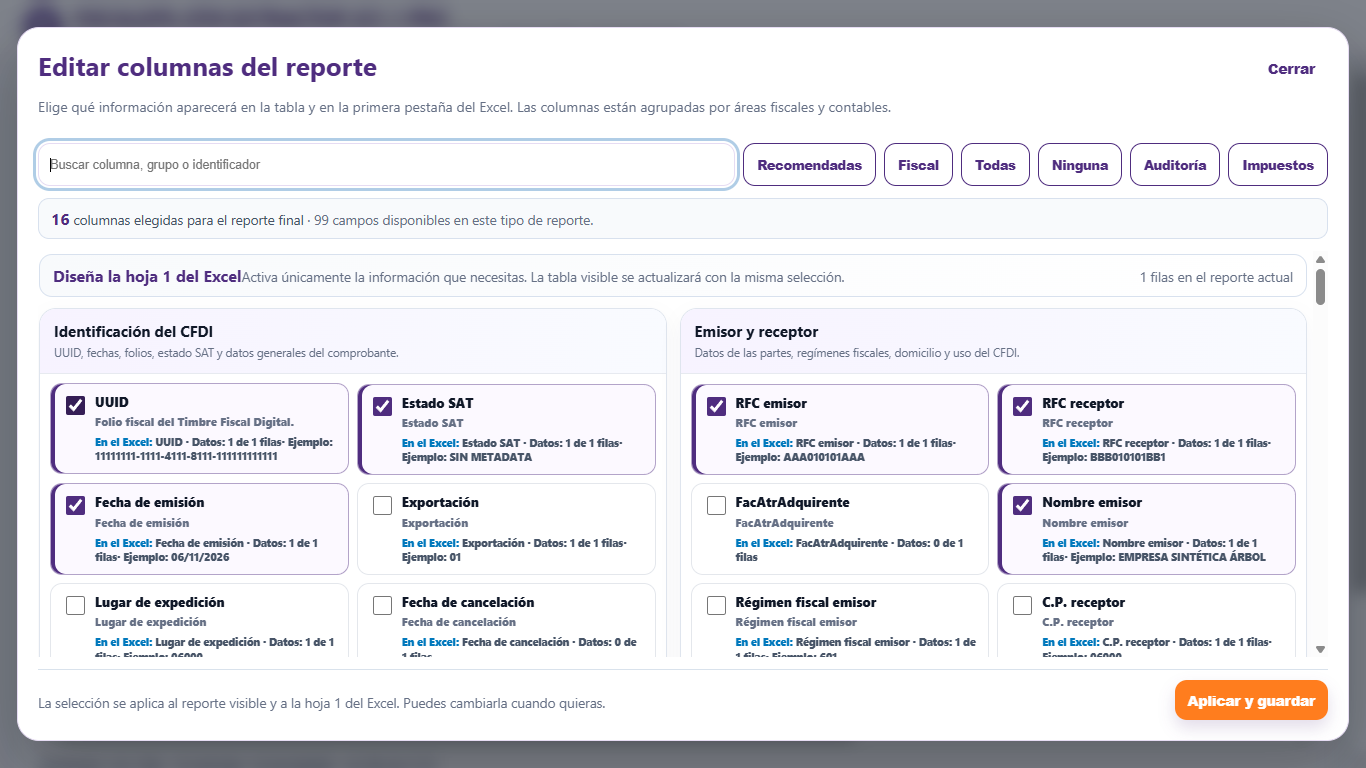 Editar columnas del reporte
Cerrar
Elige qué información aparecerá en la tabla y en la primera pestaña del Excel. Las columnas están agrupadas por áreas fiscales y contables.
Buscar columna, grupo o identificador
Recomendadas
Fiscal
Todas
Ninguna
Auditoría
Impuestos
16 columnas elegidas para el reporte final · 99 campos disponibles en este tipo de reporte.
Diseña la hoja 1 del ExcelActiva únicamente la información que necesitas. La tabla visible se actualizará con la misma selección.
1 filas en el reporte actual
Identificación del CFDI
UUID, fechas, folios, estado SAT y datos generales del comprobante.
UUID
Folio fiscal del Timbre Fiscal Digital.
En el Excel: UUID · Datos: 1 de 1 filas· Ejemplo:
11111111-1111-4111-8111-111111111111
Estado SAT
Estado SAT
En el Excel: Estado SAT · Datos: 1 de 1 filas·
Ejemplo: SIN METADATA
Fecha de emisión
Fecha de emisión
En el Excel: Fecha de emisión · Datos: 1 de 1
filas· Ejemplo: 06/11/2026
Exportación
Exportación
En el Excel: Exportación · Datos: 1 de 1 filas·
Ejemplo: 01
Lugar de expedición
Lugar de expedición
En el Excel: Lugar de expedición · Datos: 1 de 1
filas· Ejemplo: 06000
Fecha de cancelación
Fecha de cancelación
En el Excel: Fecha de cancelación · Datos: 0 de
1 filas
Emisor y receptor
Datos de las partes, regímenes fiscales, domicilio y uso del CFDI.
RFC emisor
RFC emisor
En el Excel: RFC emisor · Datos: 1 de 1 filas·
Ejemplo: AAA010101AAA
RFC receptor
RFC receptor
En el Excel: RFC receptor · Datos: 1 de 1 filas·
Ejemplo: BBB010101BB1
FacAtrAdquirente
FacAtrAdquirente
En el Excel: FacAtrAdquirente · Datos: 0 de 1
filas
Nombre emisor
Nombre emisor
En el Excel: Nombre emisor · Datos: 1 de 1
filas· Ejemplo: EMPRESA SINTÉTICA ÁRBOL
Régimen fiscal emisor
Régimen fiscal emisor
En el Excel: Régimen fiscal emisor · Datos: 1 de
1 filas· Ejemplo: 601
C.P. receptor
C.P. receptor
En el Excel: C.P. receptor · Datos: 1 de 1 filas·
Ejemplo: 06000
La selección se aplica al reporte visible y a la hoja 1 del Excel. Puedes cambiarla cuando quieras.
Aplicar y guardar